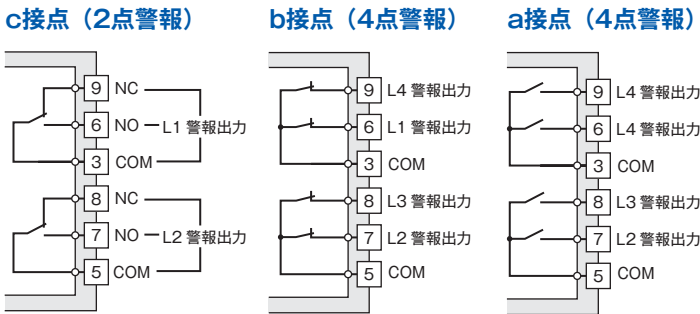 c接点（2点警報）
9 NC
6 NO L1 警報出力
3 COM
8 NC
7 NO L2 警報出力
5 COM
b接点（4点警報）
9 L4 警報出力
6 L1 警報出力
3 COM
8 L3 警報出力
7 L2 警報出力
5 COM
a接点（4点警報）
9 L4 警報出力
6 L4 警報出力
3 COM
8 L3 警報出力
7 L2 警報出力
5 COM